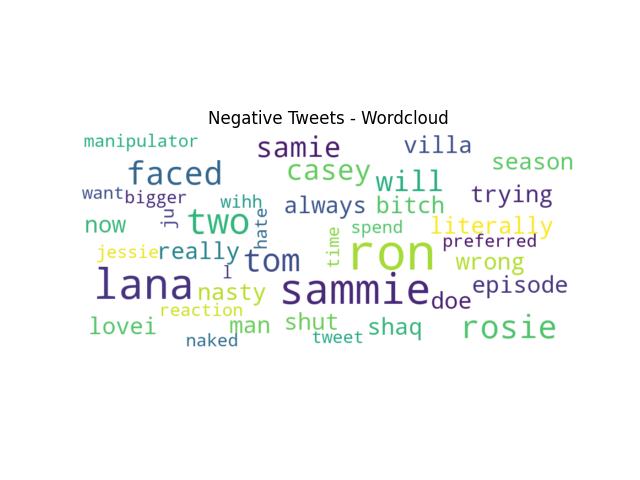 Negative Tweets - Wordcloud
manipulator samie villa
faced casey will season
want bigger wihh always bitch trying
now ju two hate spend literally
jessie really tom time ron preferred wrong
lana I nasty sammie doe episode
reaction
lovei man shut shaq rosie
naked tweet